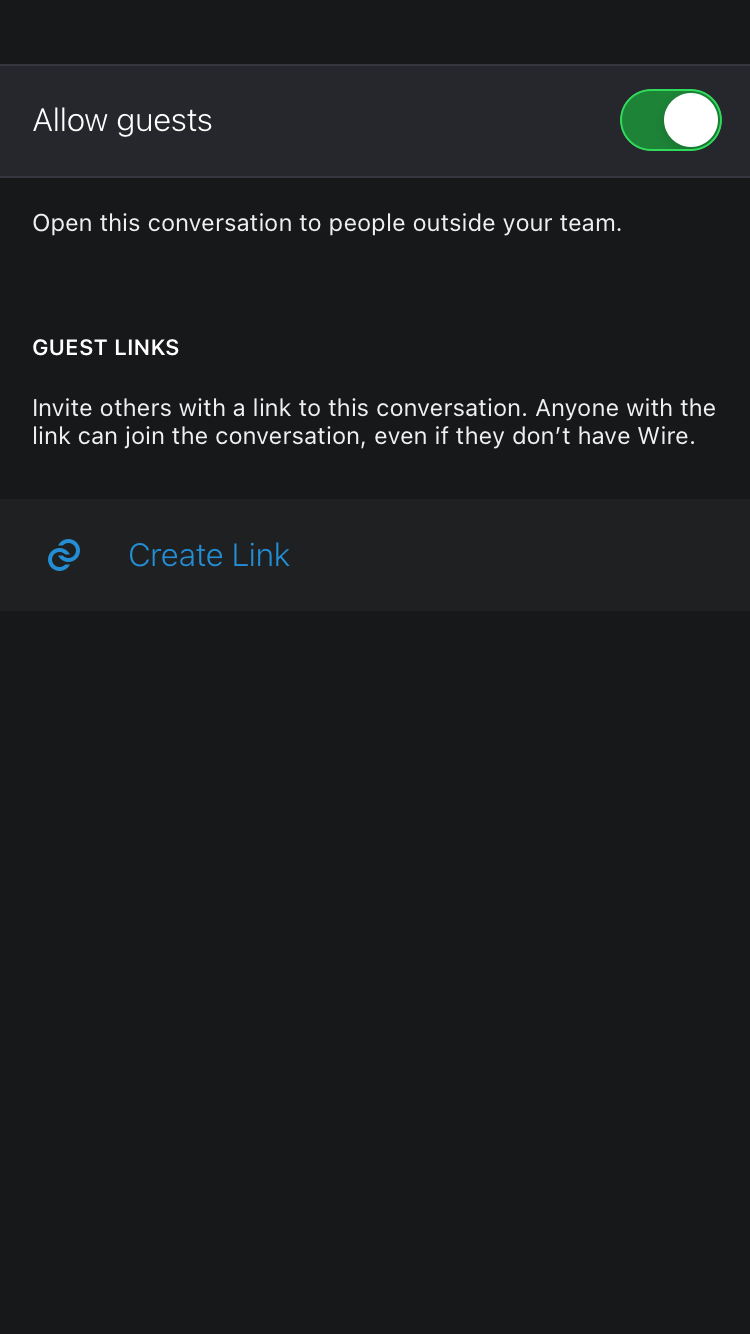 Allow guests
Open this conversation to people outside your team.
GUEST LINKS
Invite others with a link to this conversation. Anyone with the
link can join the conversation, even if they don’t have Wire.
Create Link